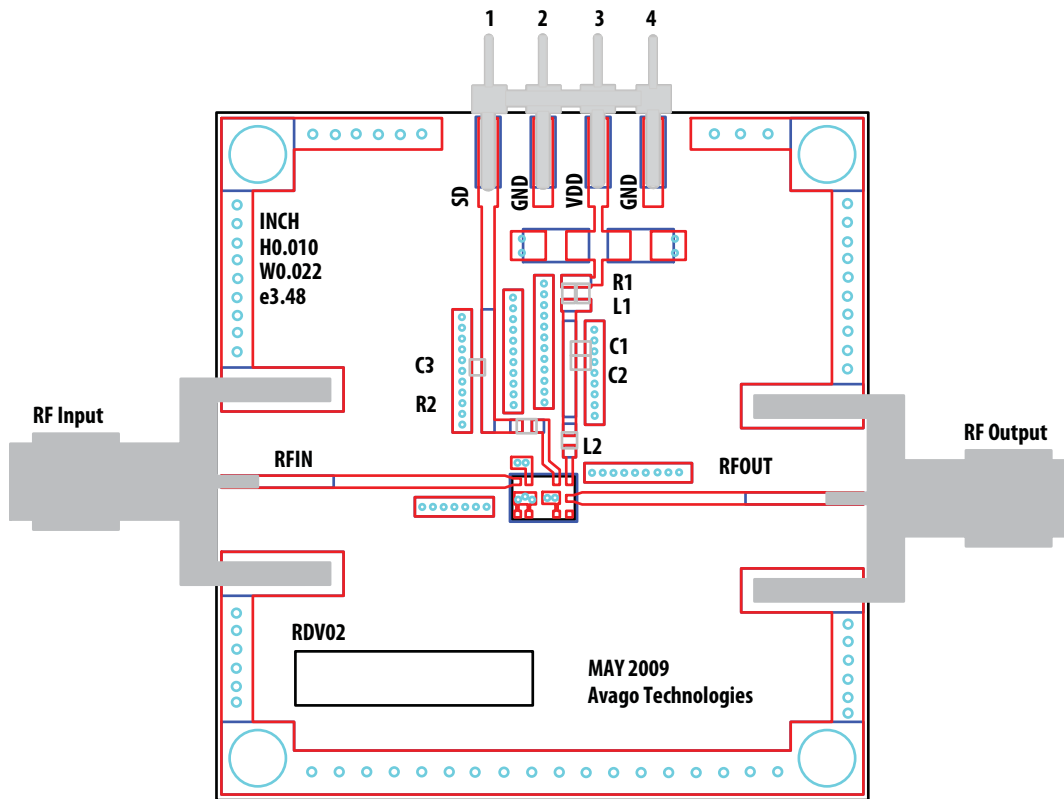 1 2 3 4
SD GND VDD GND
INCH
H0.010
W0.022
e3.48
R1
L1
C1
C3
C2
R2
RF Input
RF Output
L2
RFIN
RFOUT
RDV02
MAY 2009
Avago Technologies